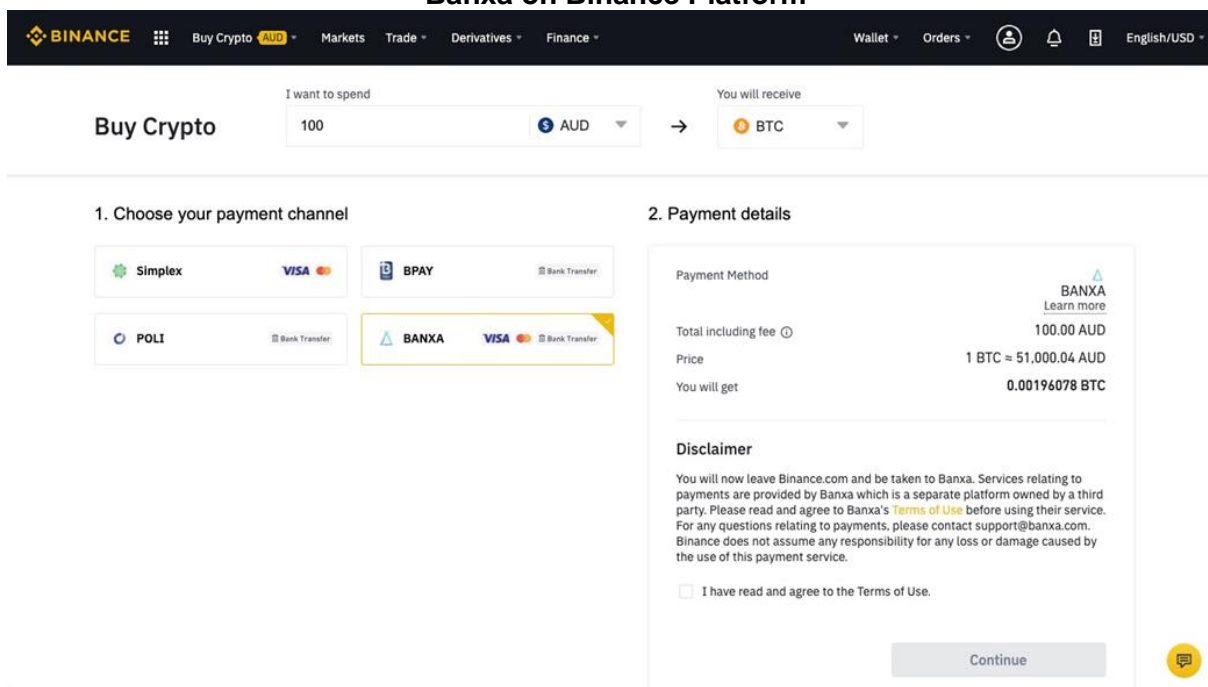 Banxa on Binance Platform
BINANCE Buy Crypto AUD Markets Trade Derivatives Finance Wallet Orders English/USD
I want to spend You will receive
Buy Crypto 100 AUD → BTC
1. Choose your payment channel
Simplex VISA
BPAY Bank Transfer
POLI Bank Transfer
BANXA VISA Bank Transfer
2. Payment details
Payment Method BANXA
Learn more
Total including fee 100.00 AUD
Price 1 BTC ≈ 51,000.04 AUD
You will get 0.00196078 BTC
Disclaimer
You will now leave Binance.com and be taken to Banxa. Services relating to
payments are provided by Banxa which is a separate platform owned by a third
party. Please read and agree to Banxa's Terms of Use before using their service.
For any questions relating to payments, please contact support@banxa.com.
Binance does not assume any responsibility for any loss or damage caused by
the use of this payment service.
I have read and agree to the Terms of Use.
Continue